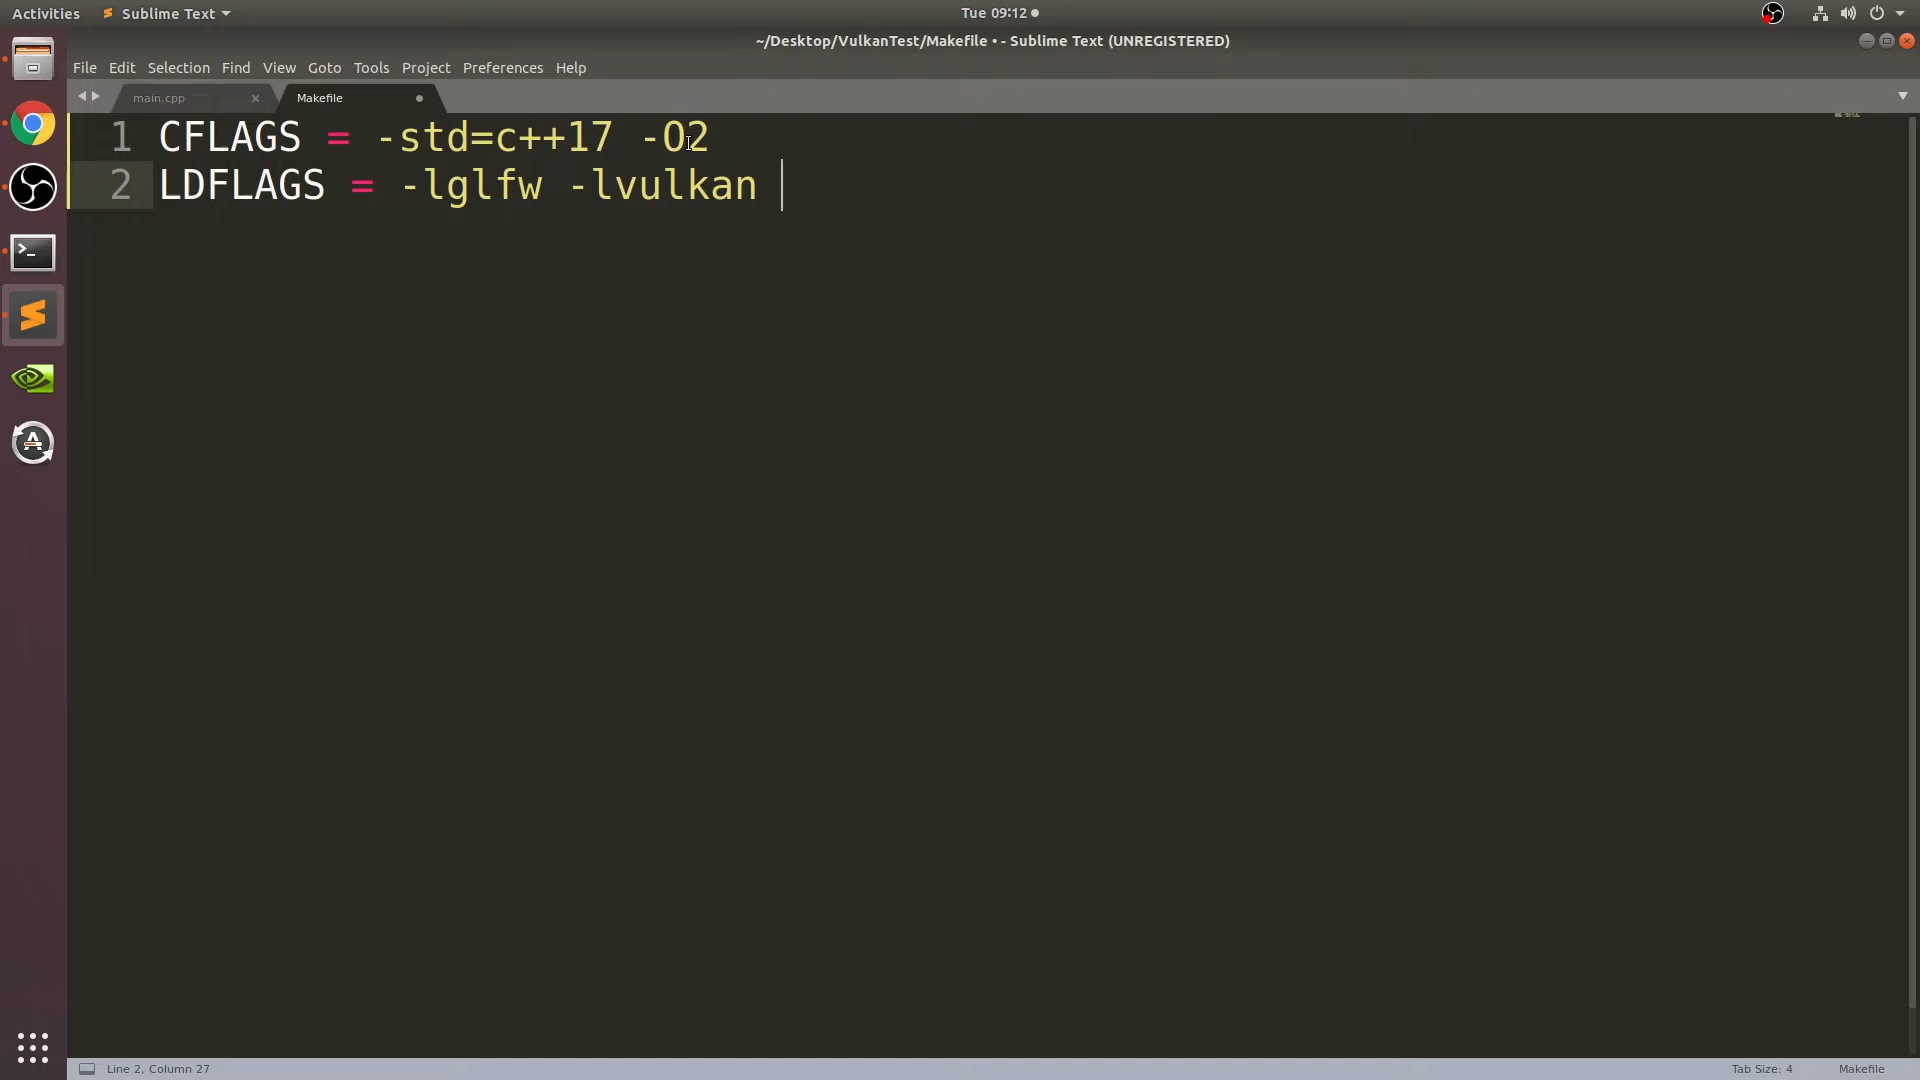 Activities Sublime Text Tue 09:12
~/Desktop/VulkanTest/Makefile • - Sublime Text (UNREGISTERED)
File Edit Selection Find View Goto Tools Project Preferences Help
main.cpp Makefile
1 CFLAGS = -std=c++17 -O2
2 LDFLAGS = -lglfw -lvulkan
Line 2, Column 27 Tab Size: 4 Makefile